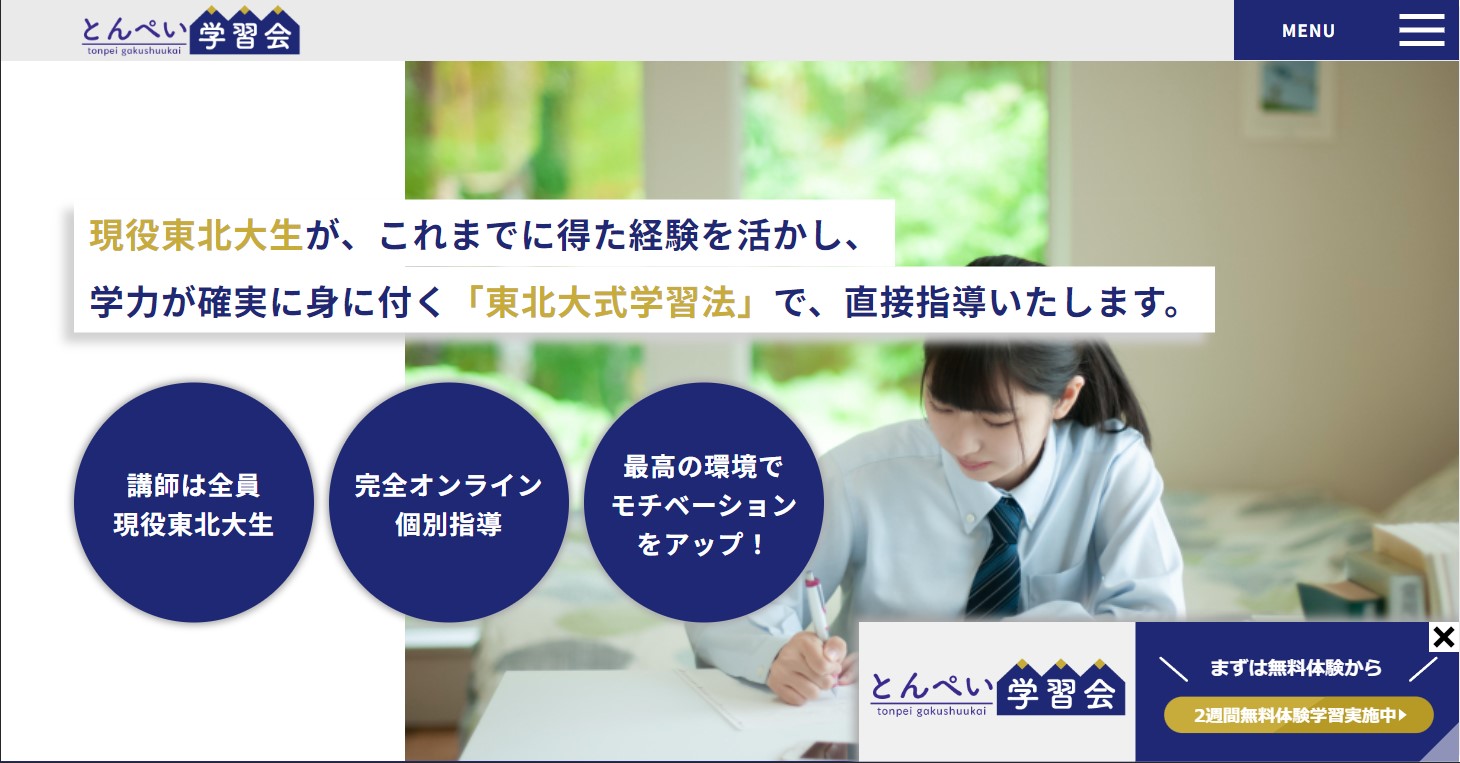 とんぺい学習会
tonpei gakushuukai
MENU
現役東北大生が、これまでに得た経験を活かし、
学力が確実に身に付く「東北大式学習法」で、直接指導いたします。
講師は全員
現役東北大生
完全オンライン
個別指導
最高の環境で
モチベーション
をアップ！
とんぺい学習会
tonpei gakushuukai
まずは無料体験から
2週間無料体験学習実施中